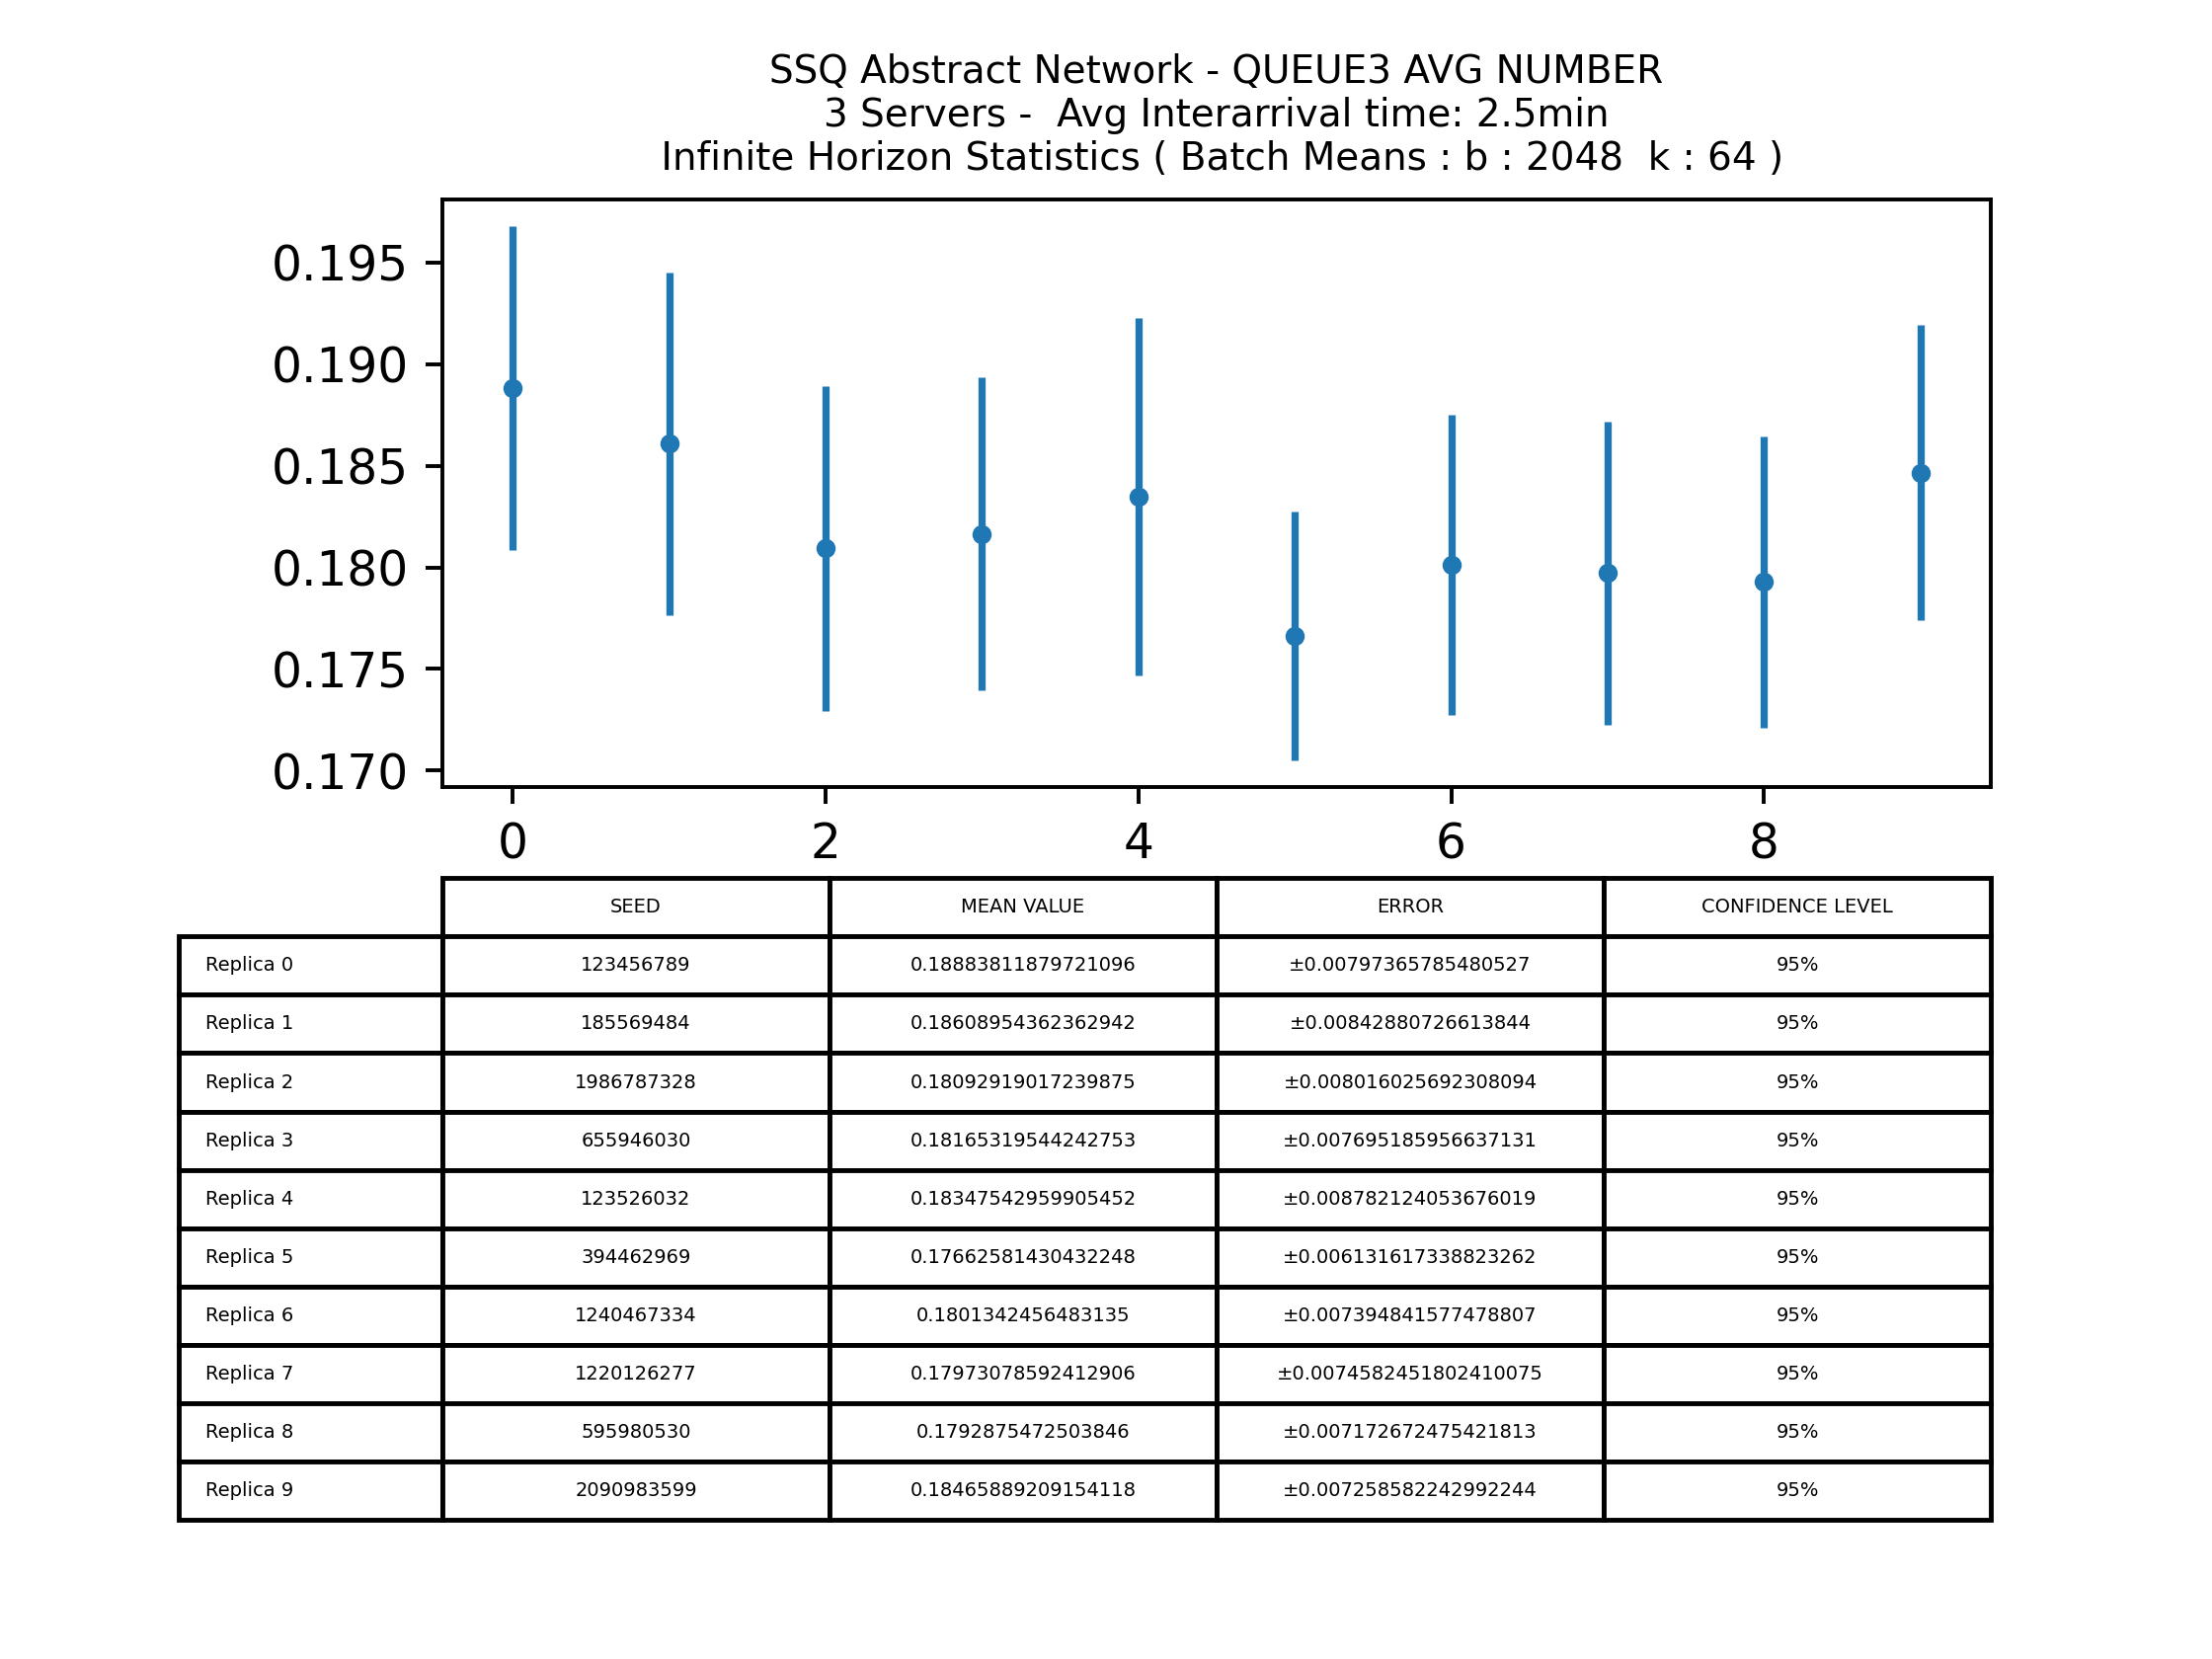 SSQ Abstract Network - QUEUE3 AVG NUMBER
3 Servers -  Avg Interarrival time: 2.5min
Infinite Horizon Statistics ( Batch Means : b : 2048  k : 64 )
0.195
0.190
0.185
0.180
0.175
0.170
0 2 4 6 8
SEED MEAN VALUE ERROR CONFIDENCE LEVEL
Replica 0 123456789 0.18883811879721096 ±0.00797365785480527 95%
Replica 1 185569484 0.18608954362362942 ±0.00842880726613844 95%
Replica 2 1986787328 0.18092919017239875 ±0.008016025692308094 95%
Replica 3 655946030 0.18165319544242753 ±0.007695185956637131 95%
Replica 4 123526032 0.18347542959905452 ±0.008782124053676019 95%
Replica 5 394462969 0.17662581430432248 ±0.006131617338823262 95%
Replica 6 1240467334 0.1801342456483135 ±0.007394841577478807 95%
Replica 7 1220126277 0.17973078592412906 ±0.0074582451802410075 95%
Replica 8 595980530 0.1792875472503846 ±0.007172672475421813 95%
Replica 9 2090983599 0.18465889209154118 ±0.007258582242992244 95%